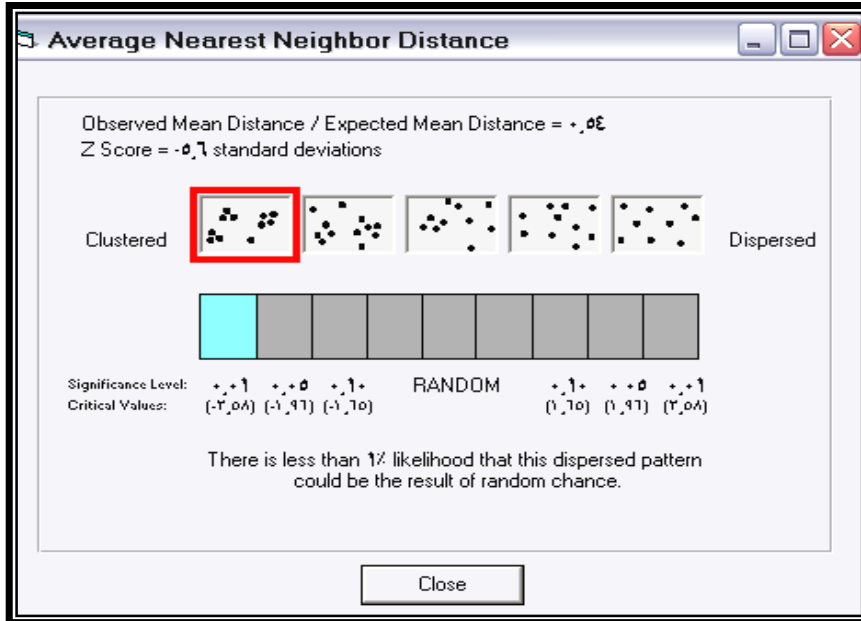 Average Nearest Neighbor Distance
Observed Mean Distance / Expected Mean Distance = ٠,٥٤
Z Score = -٥,٦ standard deviations
Clustered
Dispersed
Significance Level: ٠,٠١ ٠,٠٥ ٠,١٠ RANDOM ٠,١٠ ٠,٠٥ ٠,٠١
Critical Values: (-٢,٥٨) (-١,٩٦) (-١,٦٥) (١,٦٥) (١,٩٦) (٢,٥٨)
There is less than ١% likelihood that this dispersed pattern
could be the result of random chance.
Close